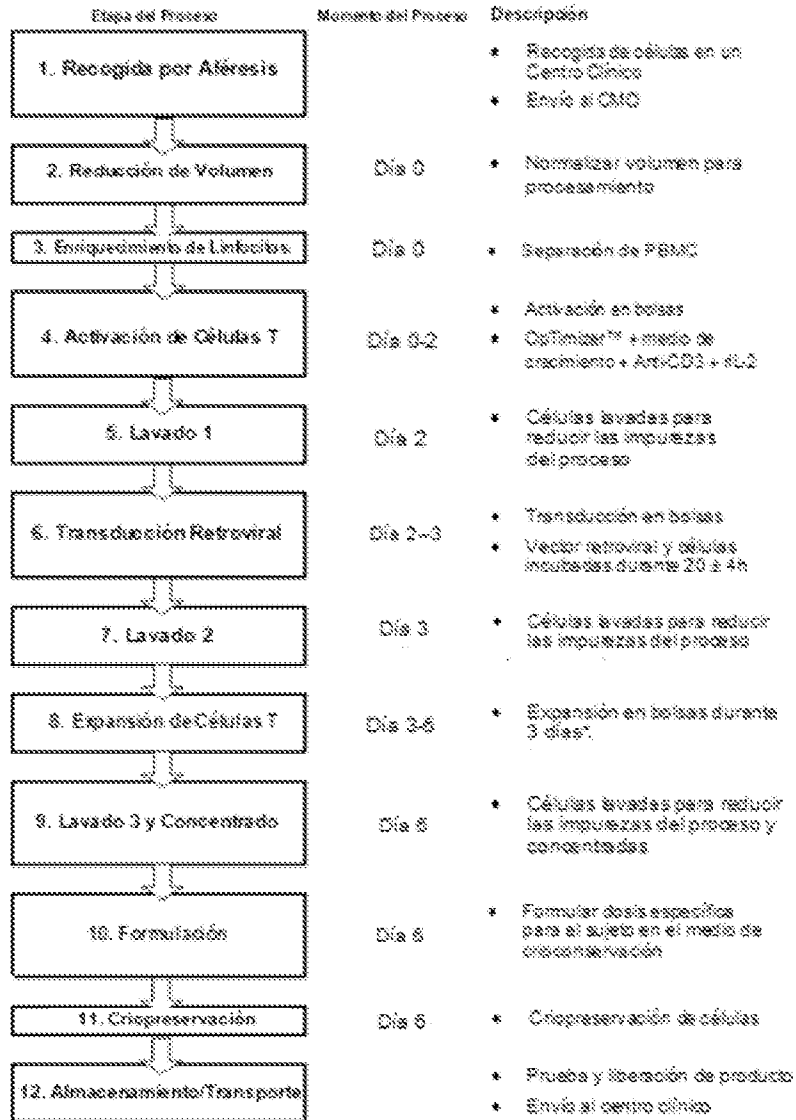 Etapa del Proceso
Momento del Proceso
Descripción
1. Recogida por Aféresis
Recogida de células en un
Centro Clínico
Envío al CMO
2. Reducción de Volumen
Día 0
Normalizar volumen para
procesamiento
3. Enriquecimiento de Linfocitos
Día 0
Separación de PBMC
4. Activación de Células T
Día 0-2
Activación en bolsas
OpTimizer™ + medio de
crecimiento + Anti-CD3 + rIL-2
5. Lavado 1
Día 2
Células lavadas para
reducir las impurezas
del proceso
6. Transducción Retroviral
Día 2–3
Transducción en bolsas
Vector retroviral y células
incubadas durante 20 ± 4h
7. Lavado 2
Día 3
Células lavadas para reducir
las impurezas del proceso
8. Expansión de Células T
Día 3-6
Expansión en bolsas durante
3 días*.
9. Lavado 3 y Concentrado
Día 6
Células lavadas para reducir
las impurezas del proceso y
concentradas
10. Formulación
Día 6
Formular dosis específica
para el sujeto en el medio de
crioconservación
11. Criopreservación
Día 6
Criopreservación de células
12. Almacenamiento/Transporte
Prueba y liberación de producto
Envío al centro clínico